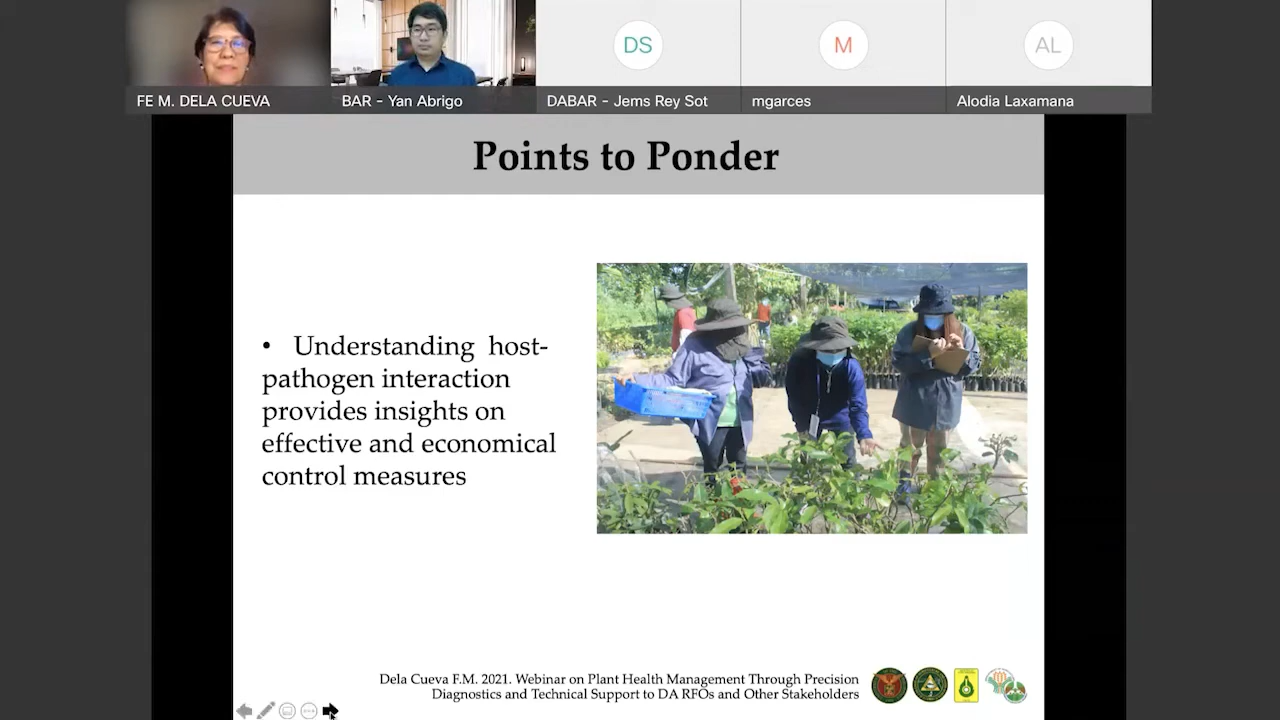 FE M. DELA CUEVA
BAR - Yan Abrigo
DS
DABAR - Jems Rey Sot
M
mgarces
AL
Alodia Laxamana
Points to Ponder
• Understanding host-
pathogen interaction
provides insights on
effective and economical
control measures
Dela Cueva F.M. 2021. Webinar on Plant Health Management Through Precision
Diagnostics and Technical Support to DA RFOs and Other Stakeholders